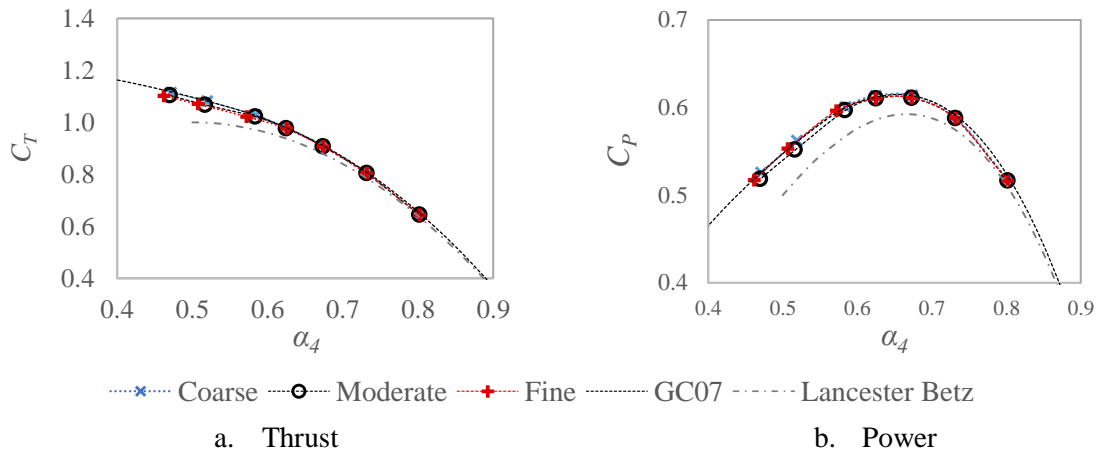 1.4
1.2
1.0
0.8
0.6
0.4
C_T
0.4 0.5 0.6 0.7 0.8 0.9
α_4
0.7
0.6
0.5
0.4
C_P
0.4 0.5 0.6 0.7 0.8 0.9
α_4
Coarse Moderate Fine GC07 Lancester Betz
a. Thrust b. Power